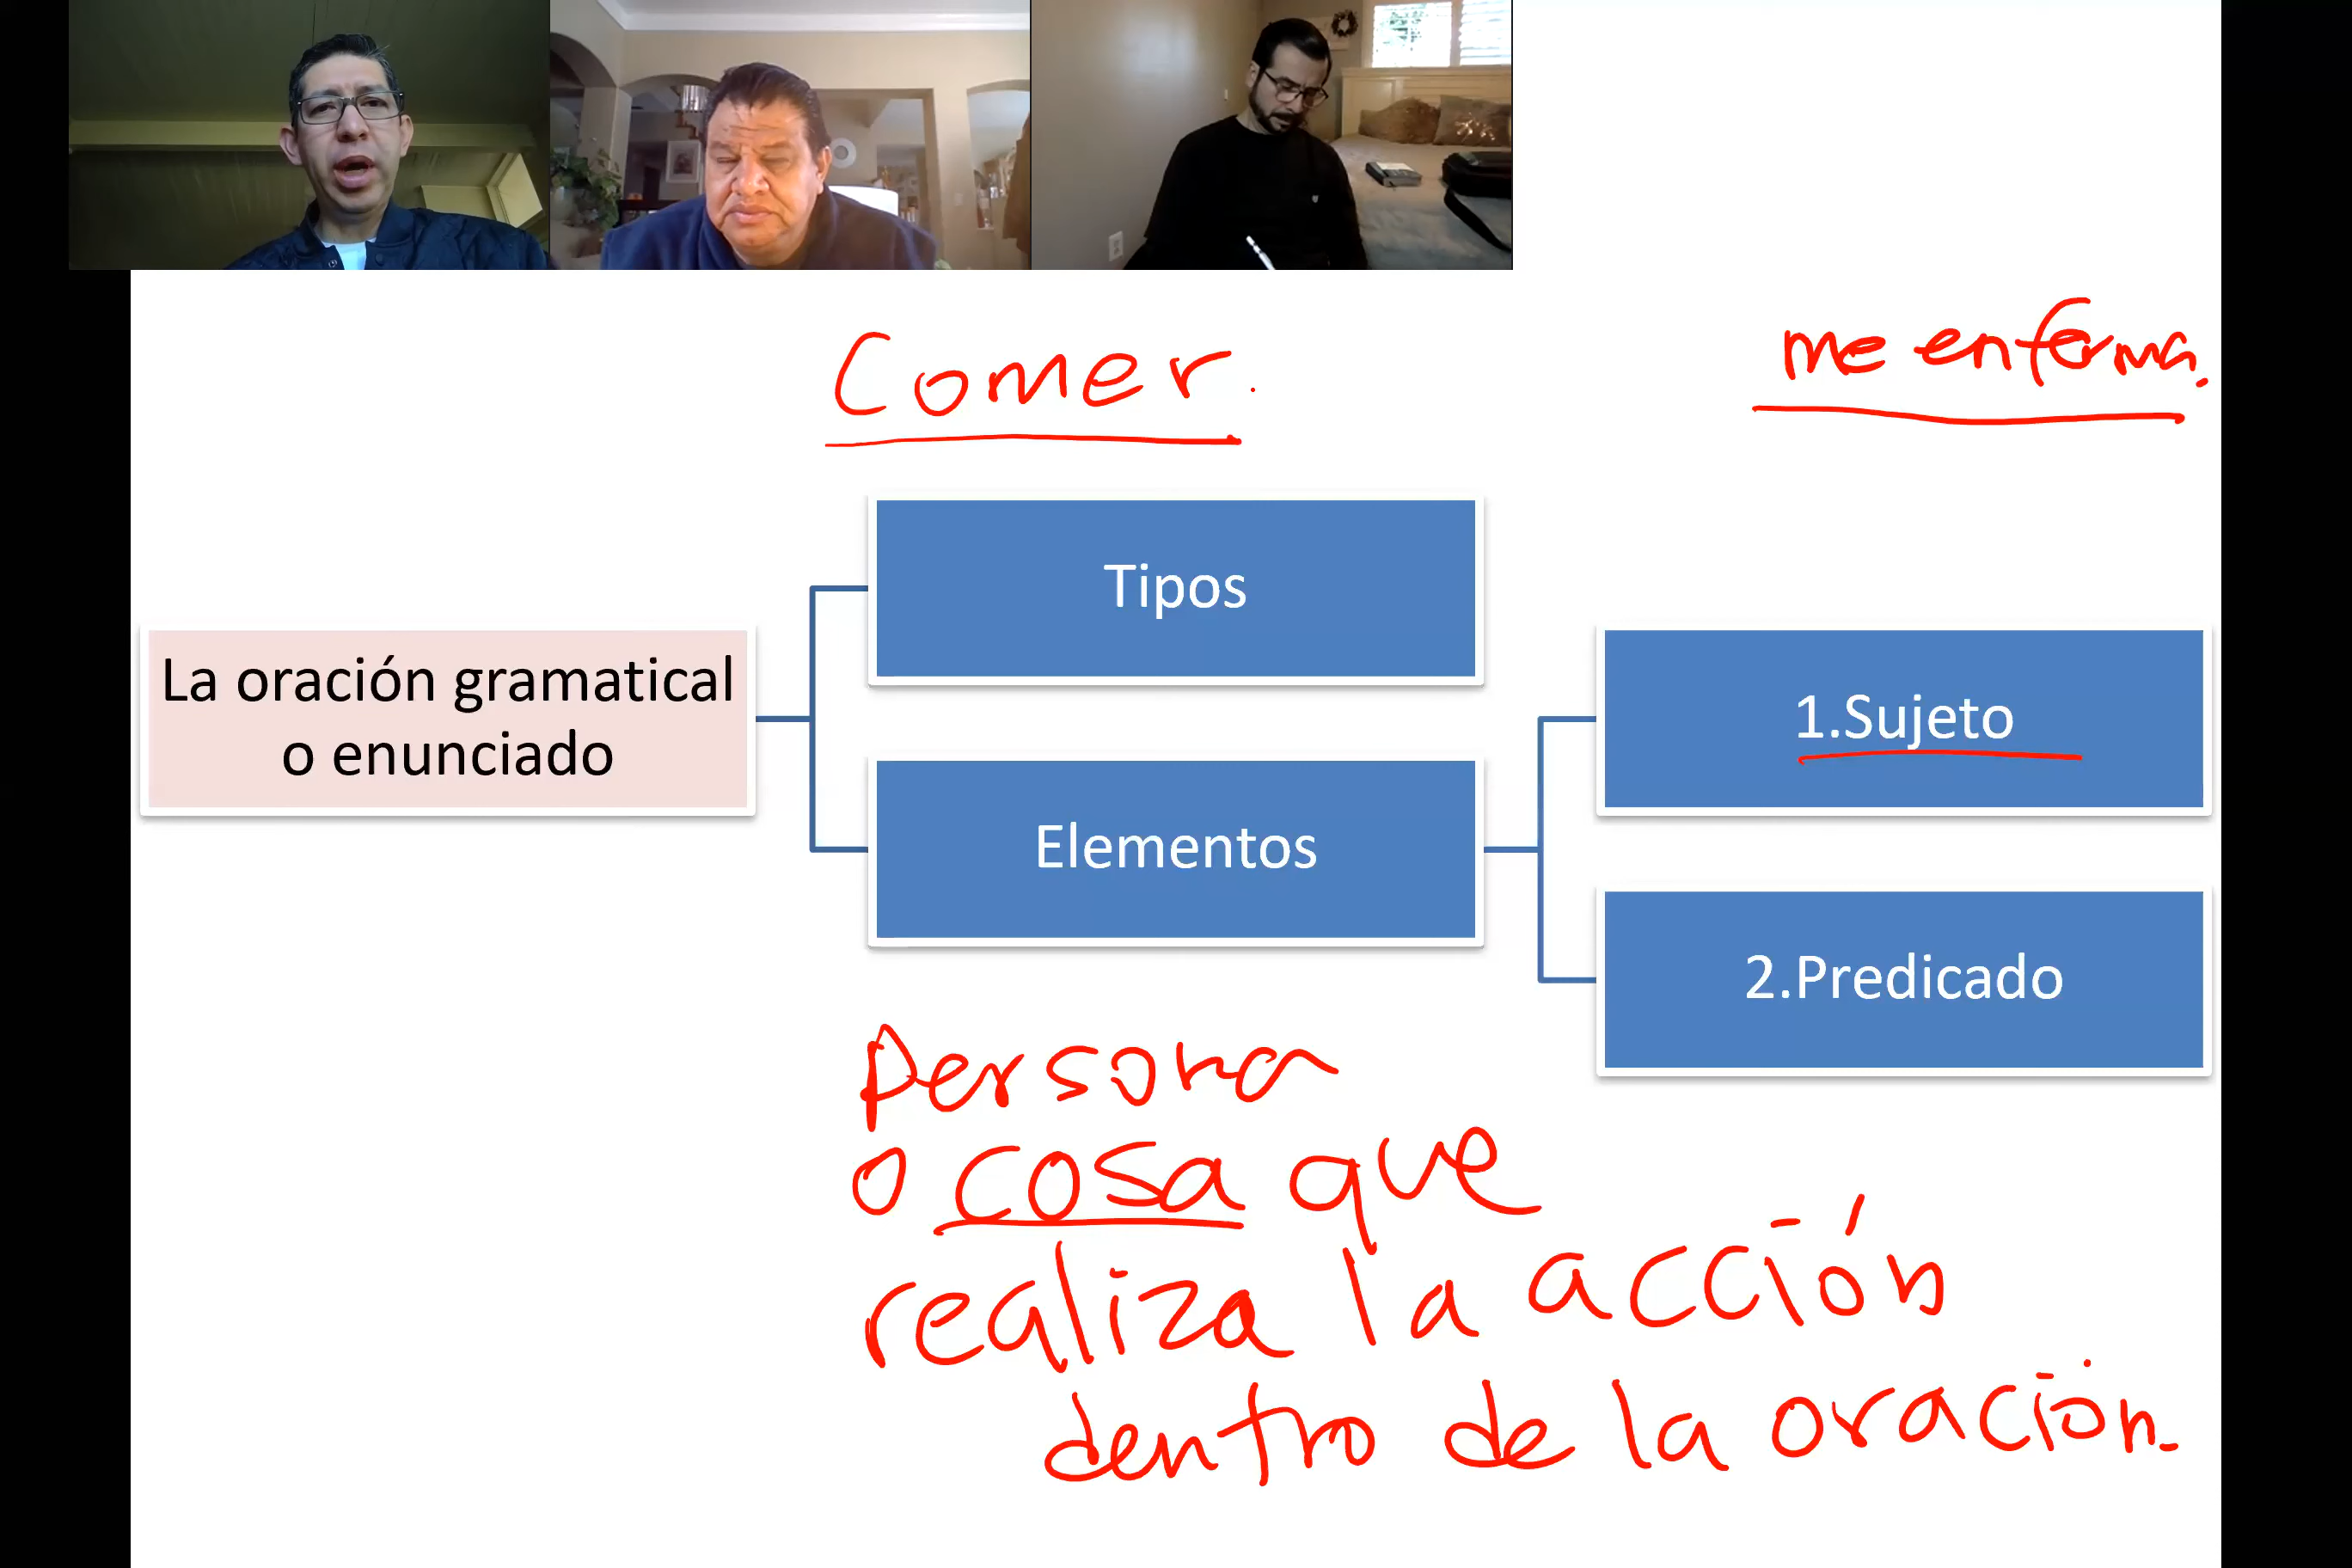 Comer.
me enferma.
Tipos
La oración gramatical
o enunciado
1.Sujeto
Elementos
2.Predicado
Persona
o cosa que
realiza la acción
dentro de la oración.